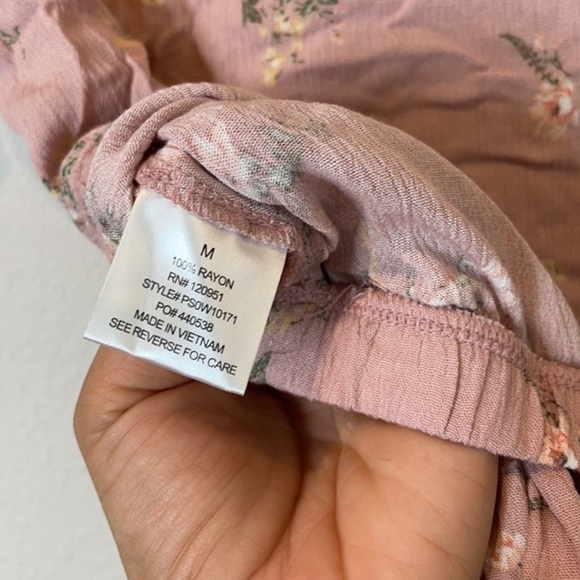 M
100% RAYON
RN# 120951
STYLE#PS0W10171
PO#440538
MADE IN VIETNAM
SEE REVERSE FOR CARE